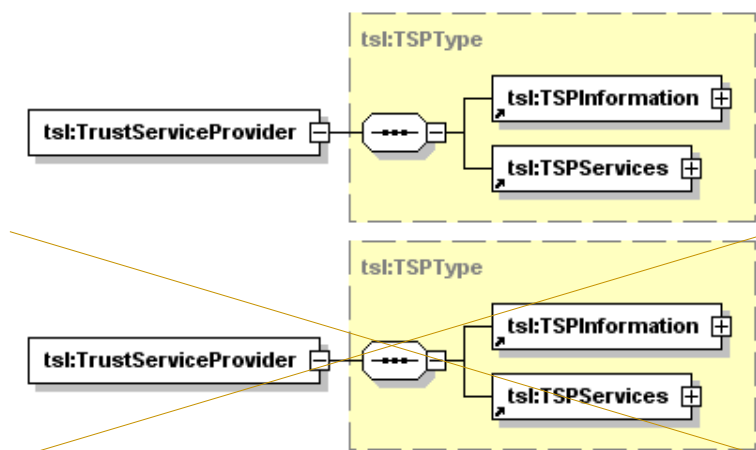 tsl:TSPType
tsl:TSPInformation
tsl:TrustServiceProvider
tsl:TSPServices
tsl:TSPType
tsl:TSPInformation
tsl:TrustServiceProvider
tsl:TSPServices